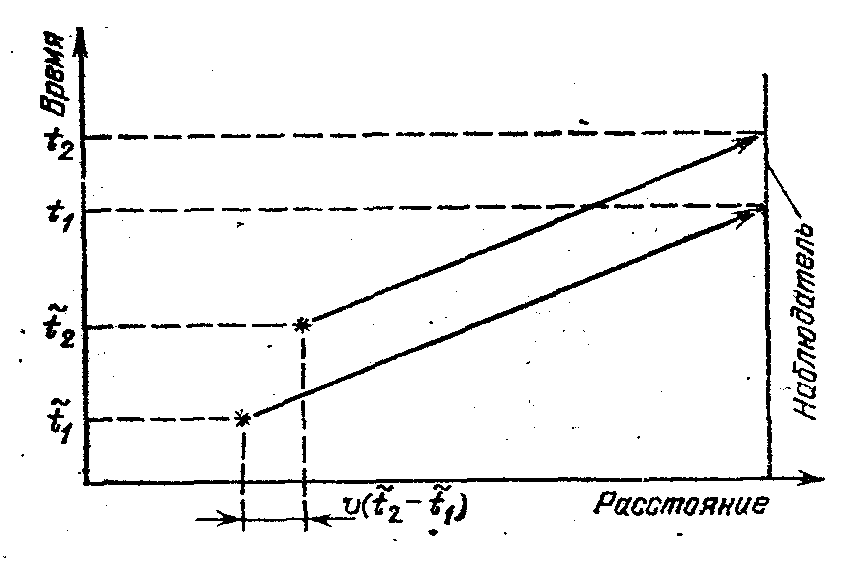 Время
t₂
t₁
t̃₂
t̃₁
Наблюдатель
v(t̃₂ − t̃₁)
Расстояние